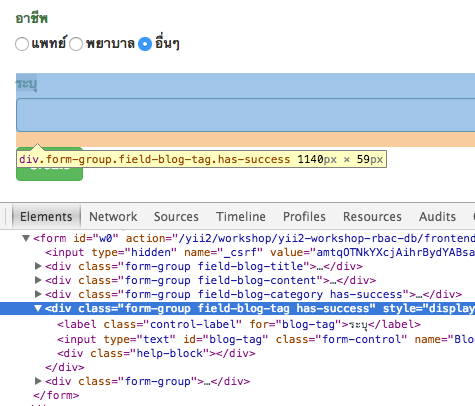 อาชีพ
แพทย์ พยาบาล อื่นๆ
ระบุ
div.form-group.field-blog-tag.has-success 1140px × 59px
Elements Network Sources Timeline Profiles Resources Audits
▼<form id="w0" action="/yii2/workshop/yii2-workshop-rbac-db/frontend
<input type="hidden" name="_csrf" value="amtqOTNkYXcjAihrBydYABsa
▶<div class="form-group field-blog-title">…</div>
▶<div class="form-group field-blog-content">…</div>
▶<div class="form-group field-blog-category has-success">…</div>
▼<div class="form-group field-blog-tag has-success" style="display
<label class="control-label" for="blog-tag">ระบุ</label>
<input type="text" id="blog-tag" class="form-control" name="Blo
<div class="help-block"></div>
</div>
▶<div class="form-group">…</div>
</form>